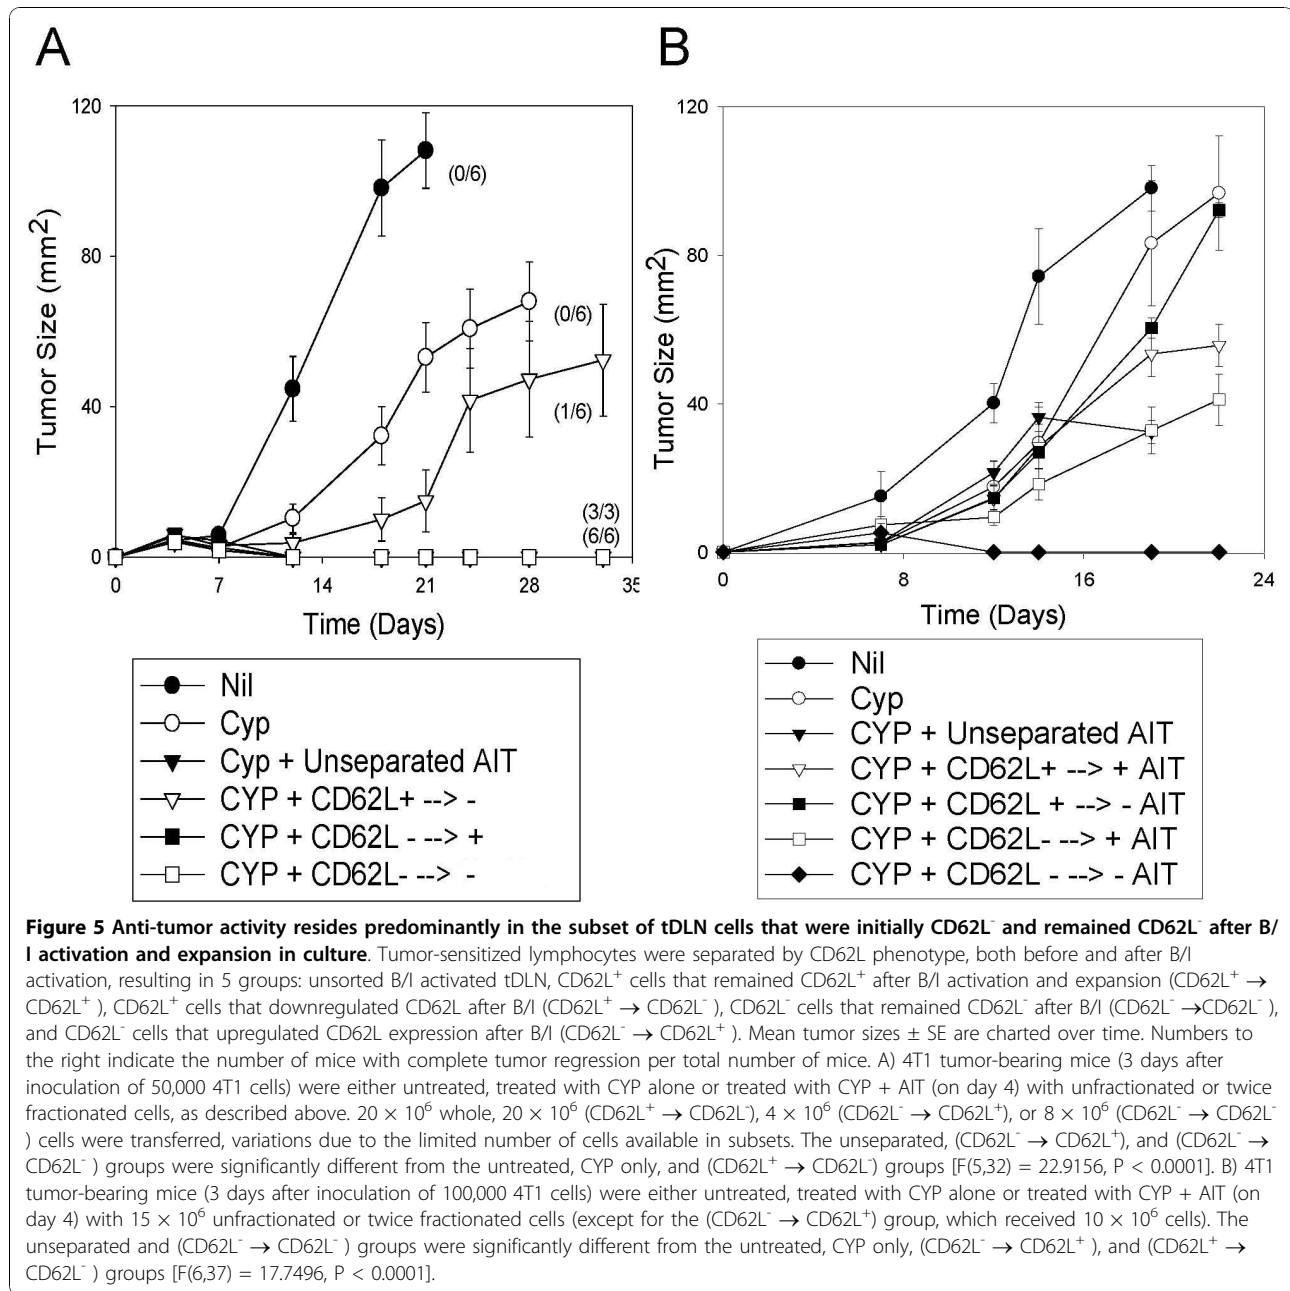 A
120
80
40
0
Tumor Size (mm2)
(0/6)
(0/6)
(1/6)
(3/3)
(6/6)
0 7 14 21 28 35
Time (Days)
Nil
Cyp
Cyp + Unseparated AIT
CYP + CD62L+ --> -
CYP + CD62L - --> +
CYP + CD62L- --> -
B
120
80
40
0
Tumor Size (mm2)
0 8 16 24
Time (Days)
Nil
Cyp
CYP + Unseparated AIT
CYP + CD62L+ --> + AIT
CYP + CD62L + --> - AIT
CYP + CD62L- --> + AIT
CYP + CD62L - --> - AIT
Figure 5 Anti-tumor activity resides predominantly in the subset of tDLN cells that were initially CD62L⁻ and remained CD62L⁻ after B/
I activation and expansion in culture. Tumor-sensitized lymphocytes were separated by CD62L phenotype, both before and after B/I
activation, resulting in 5 groups: unsorted B/I activated tDLN, CD62L⁺ cells that remained CD62L⁺ after B/I activation and expansion (CD62L⁺ →
CD62L⁺ ), CD62L⁺ cells that downregulated CD62L after B/I (CD62L⁺ → CD62L⁻ ), CD62L⁻ cells that remained CD62L⁻ after B/I (CD62L⁻ →CD62L⁻ ),
and CD62L⁻ cells that upregulated CD62L expression after B/I (CD62L⁻ → CD62L⁺ ). Mean tumor sizes ± SE are charted over time. Numbers to
the right indicate the number of mice with complete tumor regression per total number of mice. A) 4T1 tumor-bearing mice (3 days after
inoculation of 50,000 4T1 cells) were either untreated, treated with CYP alone or treated with CYP + AIT (on day 4) with unfractionated or twice
fractionated cells, as described above. 20 × 10⁶ whole, 20 × 10⁶ (CD62L⁺ → CD62L⁻), 4 × 10⁶ (CD62L⁻ → CD62L⁺), or 8 × 10⁶ (CD62L⁻ → CD62L⁻
) cells were transferred, variations due to the limited number of cells available in subsets. The unseparated, (CD62L⁻ → CD62L⁺), and (CD62L⁻ →
CD62L⁻ ) groups were significantly different from the untreated, CYP only, and (CD62L⁺ → CD62L⁻) groups [F(5,32) = 22.9156, P < 0.0001]. B) 4T1
tumor-bearing mice (3 days after inoculation of 100,000 4T1 cells) were either untreated, treated with CYP alone or treated with CYP + AIT (on
day 4) with 15 × 10⁶ unfractionated or twice fractionated cells (except for the (CD62L⁻ → CD62L⁺) group, which received 10 × 10⁶ cells). The
unseparated and (CD62L⁻ → CD62L⁻ ) groups were significantly different from the untreated, CYP only, (CD62L⁻ → CD62L⁺ ), and (CD62L⁺ →
CD62L⁻ ) groups [F(6,37) = 17.7496, P < 0.0001].